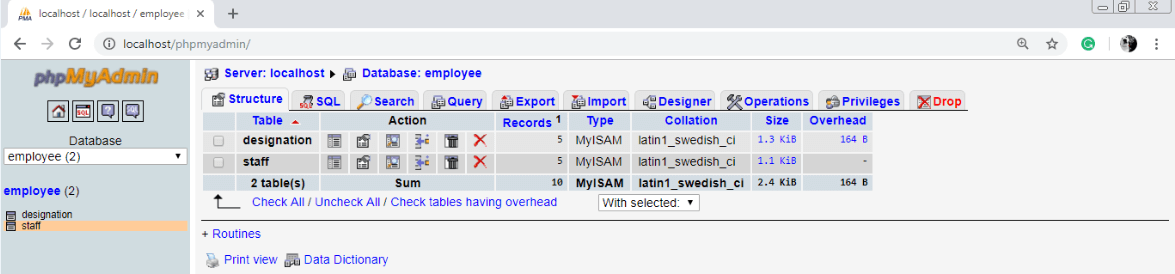 localhost / localhost / employee
localhost/phpmyadmin/
phpMyAdmin
Database
employee (2)
employee (2)
designation
staff
Server: localhost Database: employee
Structure SQL Search Query Export Import Designer Operations Privileges Drop
Table Action Records 1 Type Collation Size Overhead
designation 5 MyISAM latin1_swedish_ci 1.3 KiB 164 B
staff 5 MyISAM latin1_swedish_ci 1.1 KiB -
2 table(s) Sum 10 MyISAM latin1_swedish_ci 2.4 KiB 164 B
Check All / Uncheck All / Check tables having overhead With selected:
+ Routines
Print view Data Dictionary